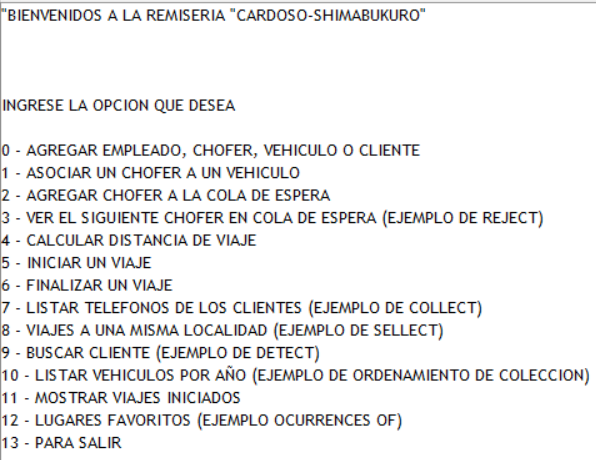 "BIENVENIDOS A LA REMISERIA "CARDOSO-SHIMABUKURO"
INGRESE LA OPCION QUE DESEA
0 - AGREGAR EMPLEADO, CHOFER, VEHICULO O CLIENTE
1 - ASOCIAR UN CHOFER A UN VEHICULO
2 - AGREGAR CHOFER A LA COLA DE ESPERA
3 - VER EL SIGUIENTE CHOFER EN COLA DE ESPERA (EJEMPLO DE REJECT)
4 - CALCULAR DISTANCIA DE VIAJE
5 - INICIAR UN VIAJE
6 - FINALIZAR UN VIAJE
7 - LISTAR TELEFONOS DE LOS CLIENTES (EJEMPLO DE COLLECT)
8 - VIAJES A UNA MISMA LOCALIDAD (EJEMPLO DE SELLECT)
9 - BUSCAR CLIENTE (EJEMPLO DE DETECT)
10 - LISTAR VEHICULOS POR AÑO (EJEMPLO DE ORDENAMIENTO DE COLECCION)
11 - MOSTRAR VIAJES INICIADOS
12 - LUGARES FAVORITOS (EJEMPLO OCURRENCES OF)
13 - PARA SALIR